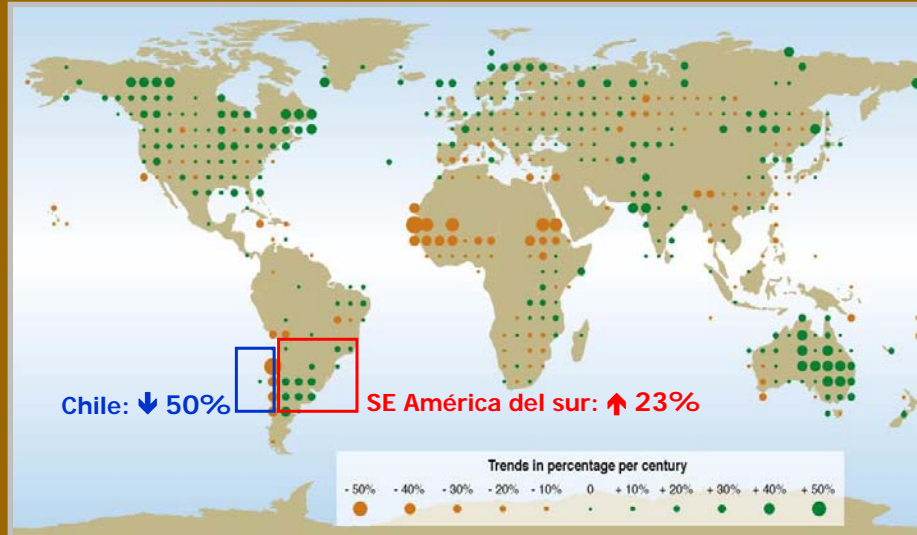 Chile: 🡻 50%
SE América del sur: 🡹 23%
Trends in percentage per century
- 50% - 40% - 30% - 20% - 10% 0 + 10% + 20% + 30% + 40% + 50%